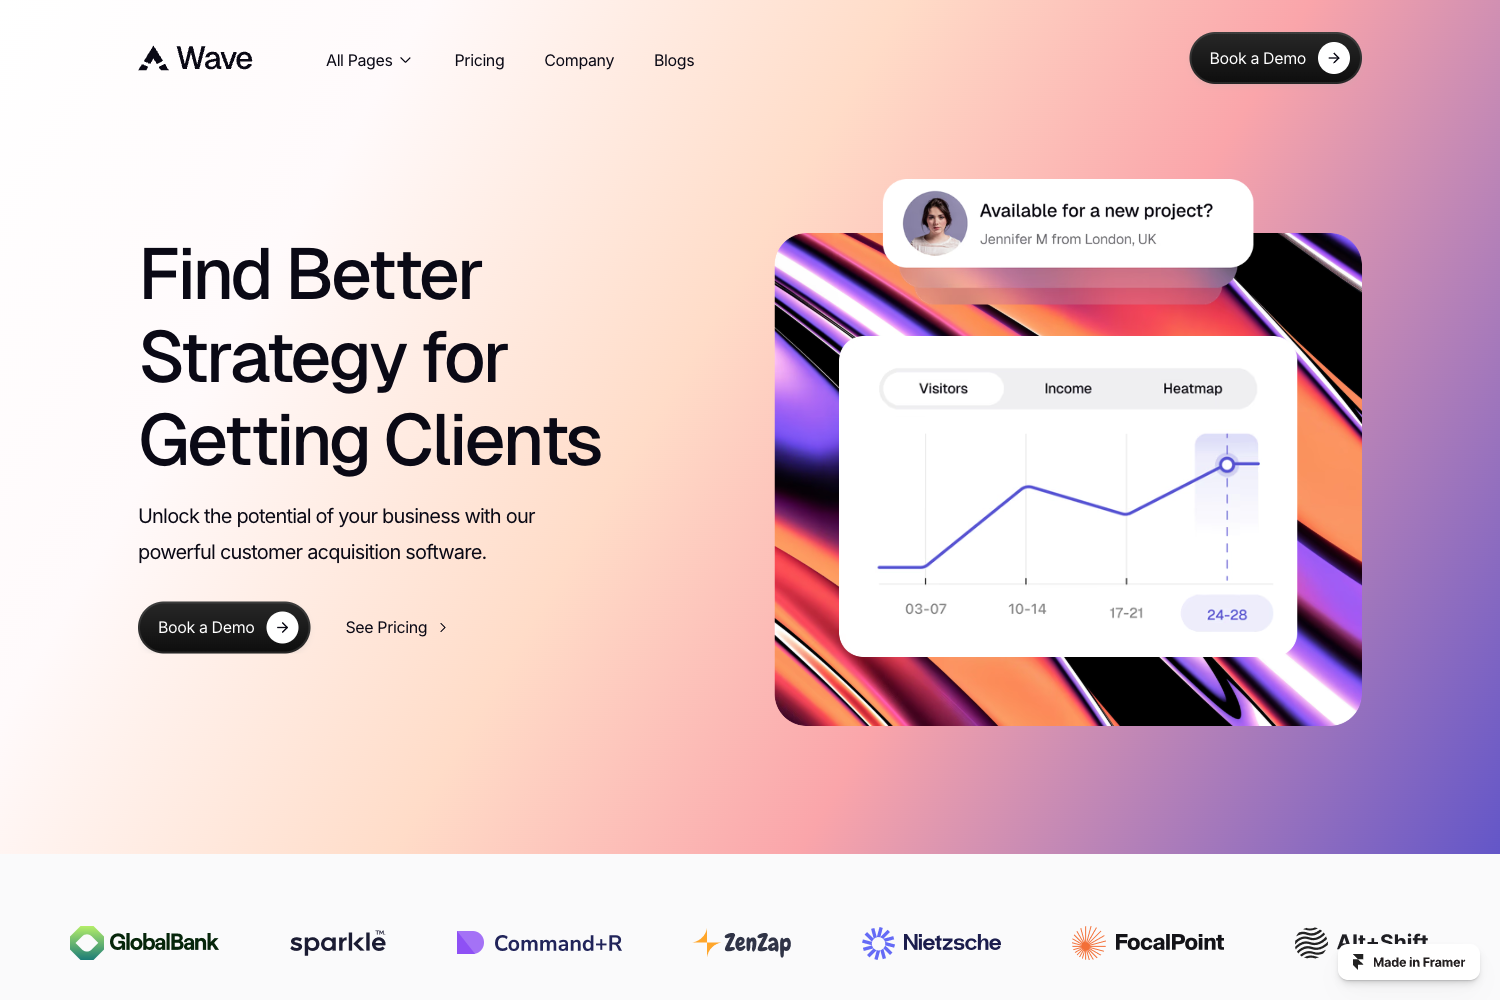 Wave
All Pages
Pricing
Company
Blogs
Book a Demo
Find Better
Strategy for
Getting Clients
Unlock the potential of your business with our
powerful customer acquisition software.
Book a Demo
See Pricing
Available for a new project?
Jennifer M from London, UK
Visitors
Income
Heatmap
03-07
10-14
17-21
24-28
GlobalBank
sparkle™
Command+R
ZenZap
Nietzsche
FocalPoint
Alt+Shift
Made in Framer